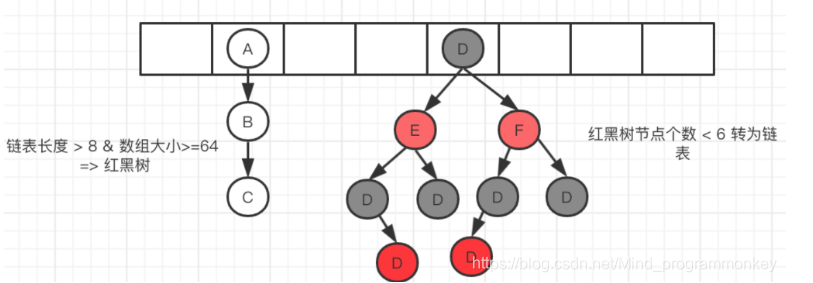 A
D
B
E
F
链表长度 > 8 & 数组大小>=64
=> 红黑树
红黑树节点个数 < 6 转为链
表
C
D
D
D
D
D
D
https://blog.csdn.net/Mind_programmonkey